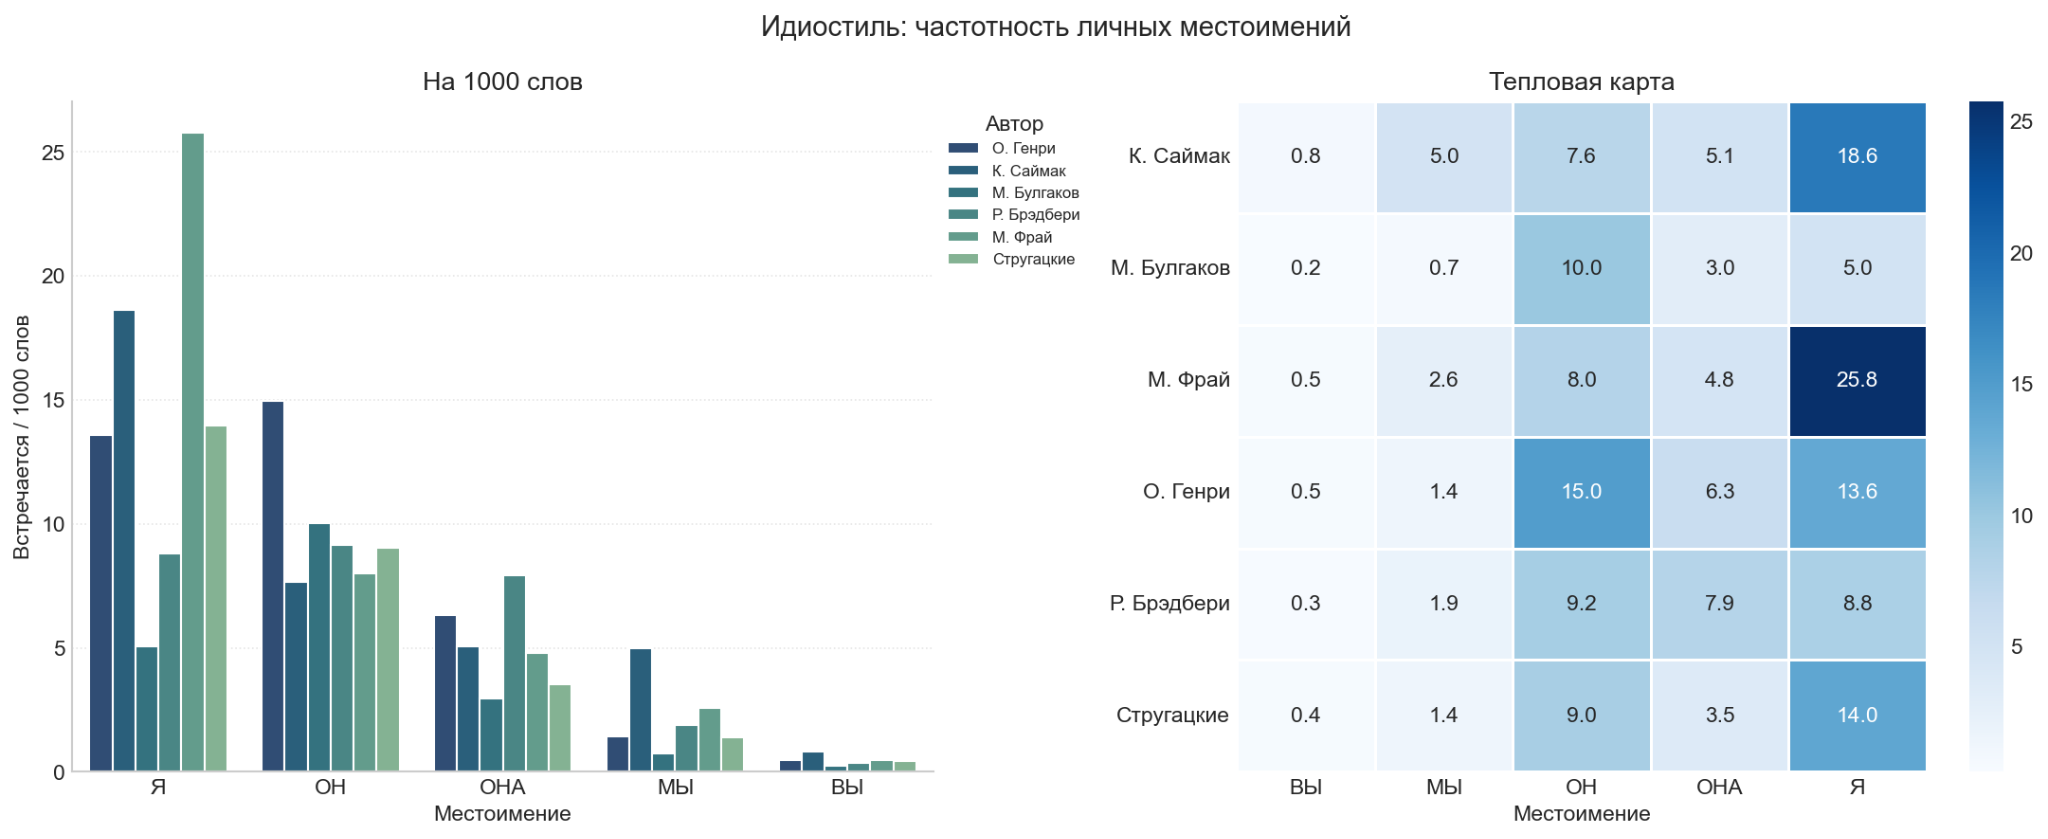 Идиостиль: частотность личных местоимений
На 1000 слов
Встречается / 1000 слов
25
20
15
10
5
0
Я ОН ОНА МЫ ВЫ
Местоимение
Автор
О. Генри
К. Саймак
М. Булгаков
Р. Брэдбери
М. Фрай
Стругацкие
Тепловая карта
К. Саймак 0.8 5.0 7.6 5.1 18.6
М. Булгаков 0.2 0.7 10.0 3.0 5.0
М. Фрай 0.5 2.6 8.0 4.8 25.8
О. Генри 0.5 1.4 15.0 6.3 13.6
Р. Брэдбери 0.3 1.9 9.2 7.9 8.8
Стругацкие 0.4 1.4 9.0 3.5 14.0
ВЫ МЫ ОН ОНА Я
Местоимение
25
20
15
10
5